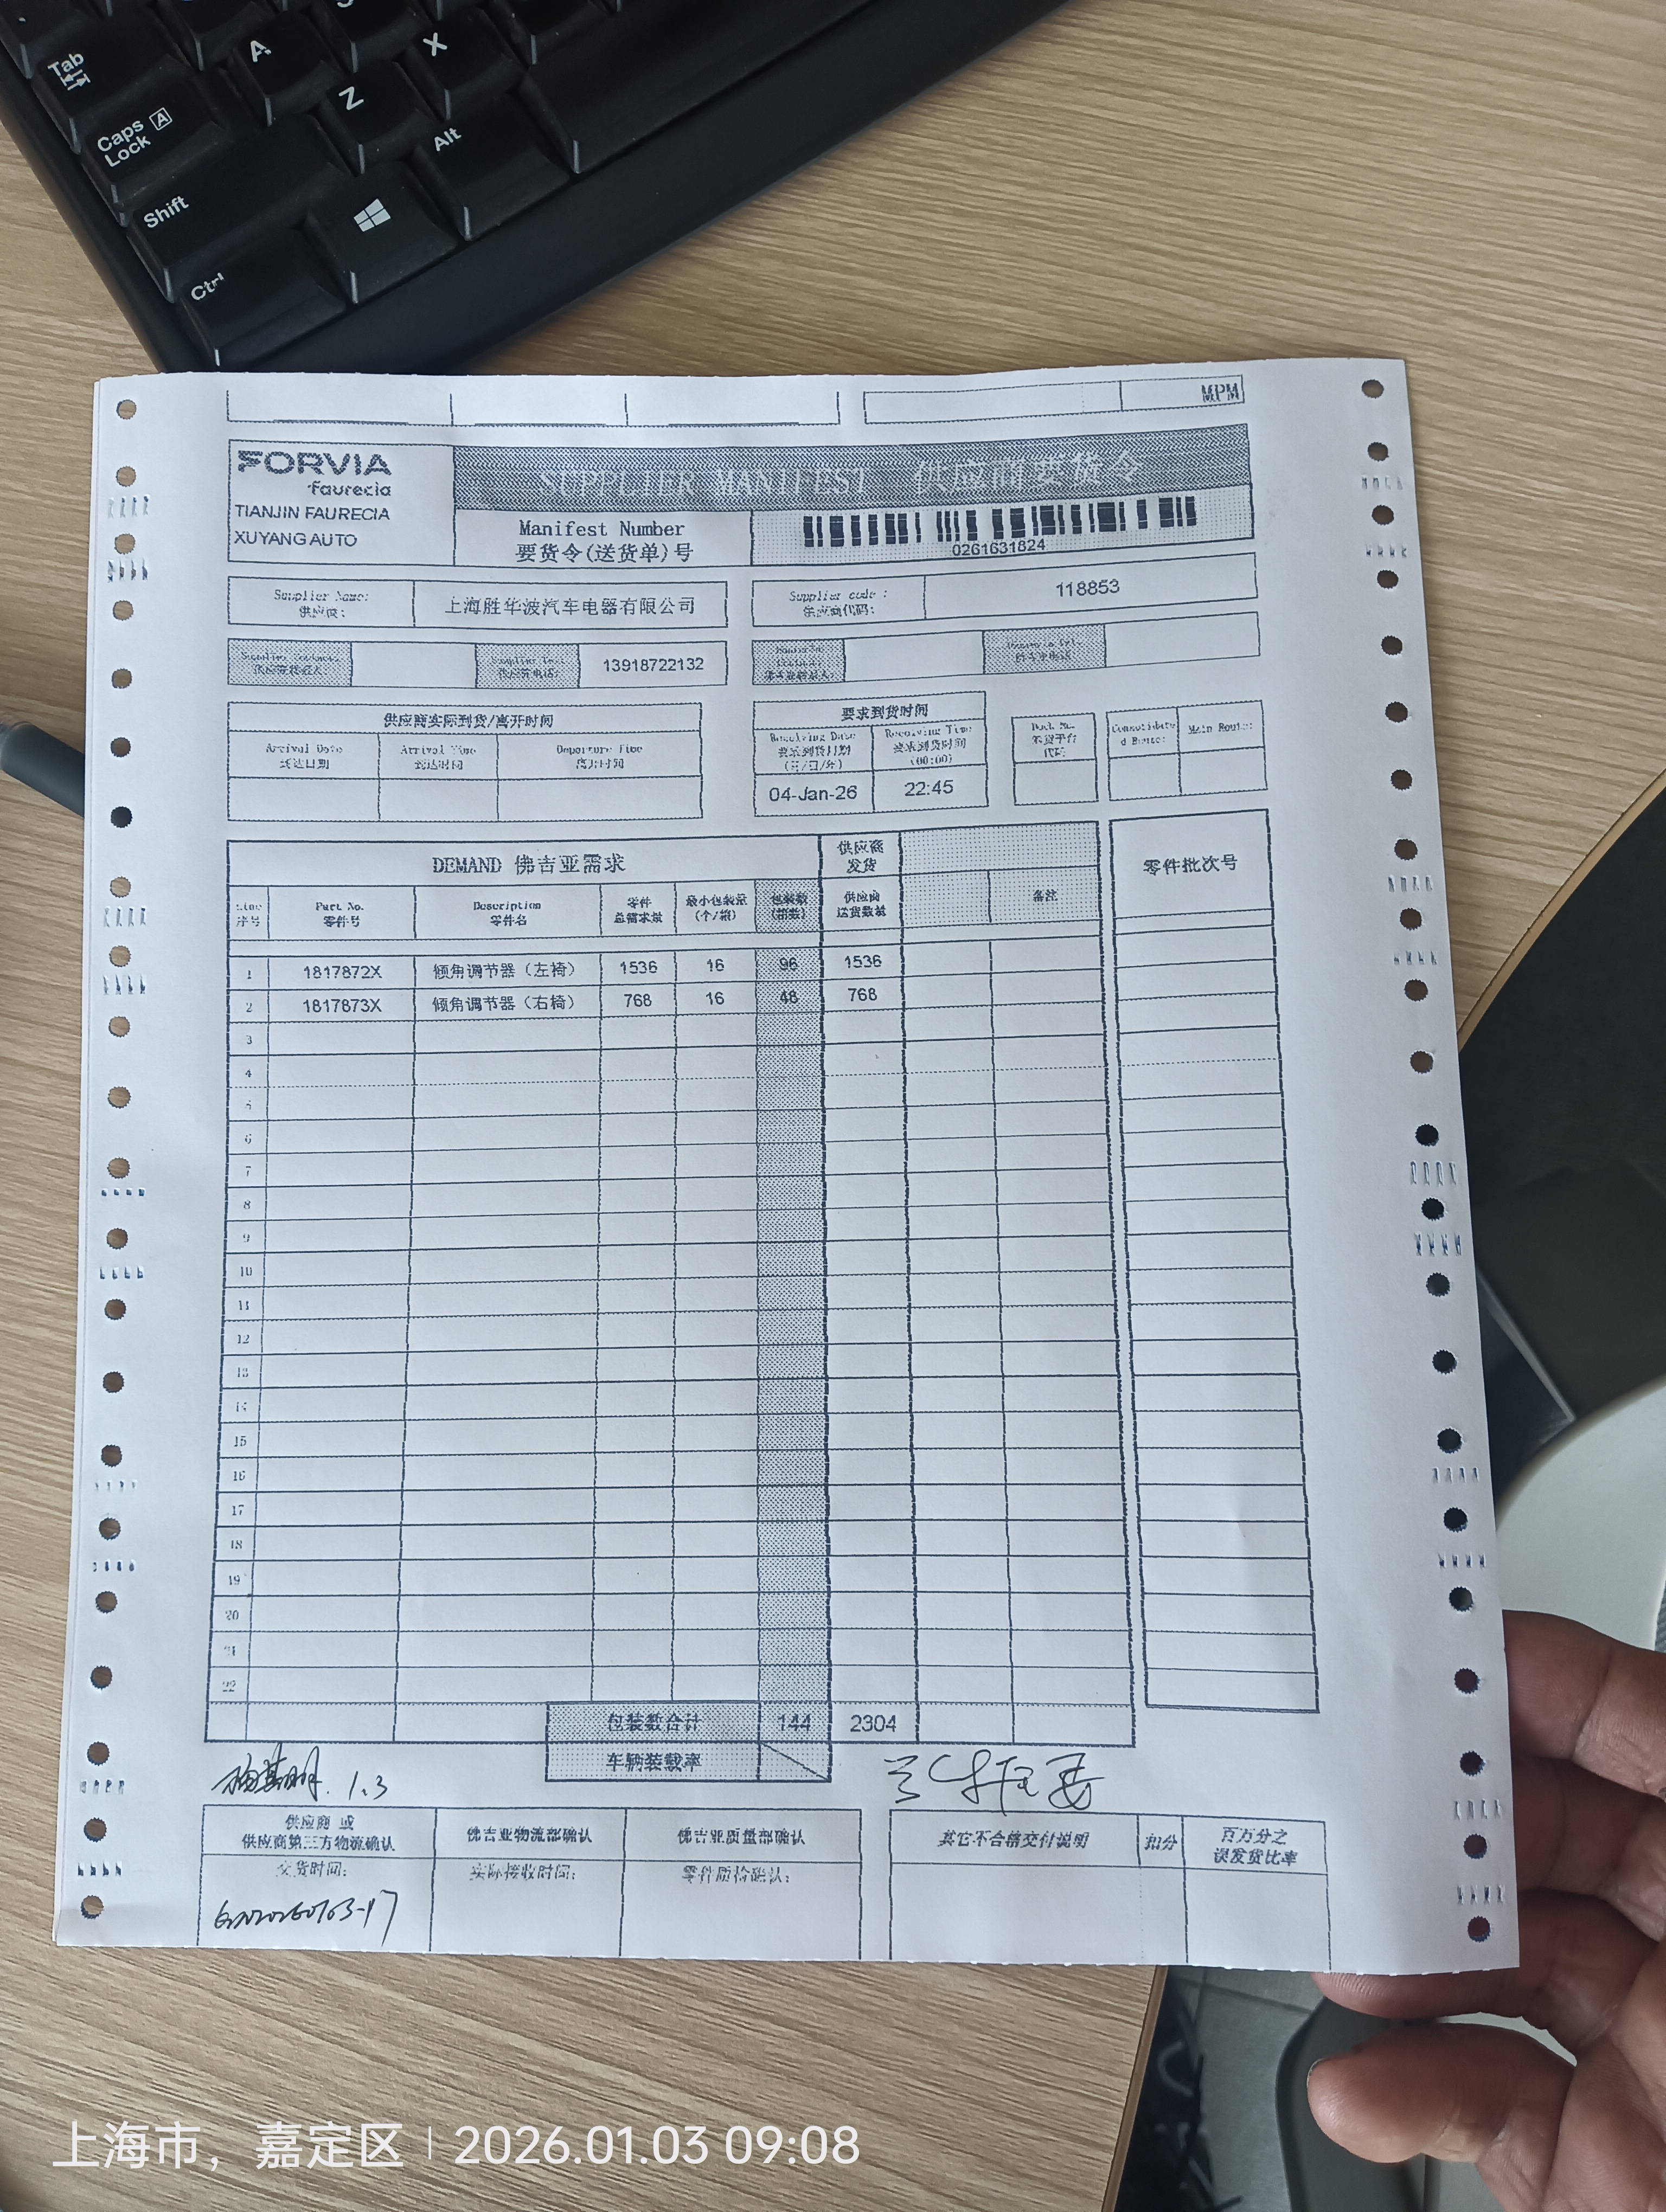 Tab
A
X
Caps Lock A
Z
Alt
Shift
Ctrl
MPM
FORVIA
faurecia
TIANJIN FAURECIA
XUYANG AUTO
SUPPLIER MANIFEST 供应商要货令
Manifest Number
要货令(送货单)号
0261631824
Supplier Name:
供应商:
上海胜华波汽车电器有限公司
Supplier code :
供应商代码:
118853
13918722132
供应商实际到货/离开时间
Arrival Date
到达日期
Arrival Time
到达时间
Departure Time
离开时间
要求到货时间
Receiving Date
要求到货日期
(月/日/年)
Receiving Time
要求到货时间
(00:00)
04-Jan-26
22:45
Dock No.
代码
Consolidate
d Route:
Main Route:
DEMAND 佛吉亚需求
供应商
发货
零件批次号
Line
序号
Part No.
零件号
Description
零件名
零件
总需求量
最小包装量
(个/箱)
包装数
(箱数)
供应商
送货数量
备注
1 1817872X 倾角调节器（左椅） 1536 16 96 1536
2 1817873X 倾角调节器（右椅） 768 16 48 768
3
4
5
6
7
8
9
10
11
12
13
14
15
16
17
18
19
20
21
22
包装数合计 144 2304
车辆装载率
1.3
供应商 或
供应商第三方物流确认
佛吉亚物流部确认
佛吉亚质量部确认
其它不合格交付说明
扣分
百万分之
误发货比率
交货时间:
实际接收时间:
零件质检确认:
上海市，嘉定区 | 2026.01.03 09:08